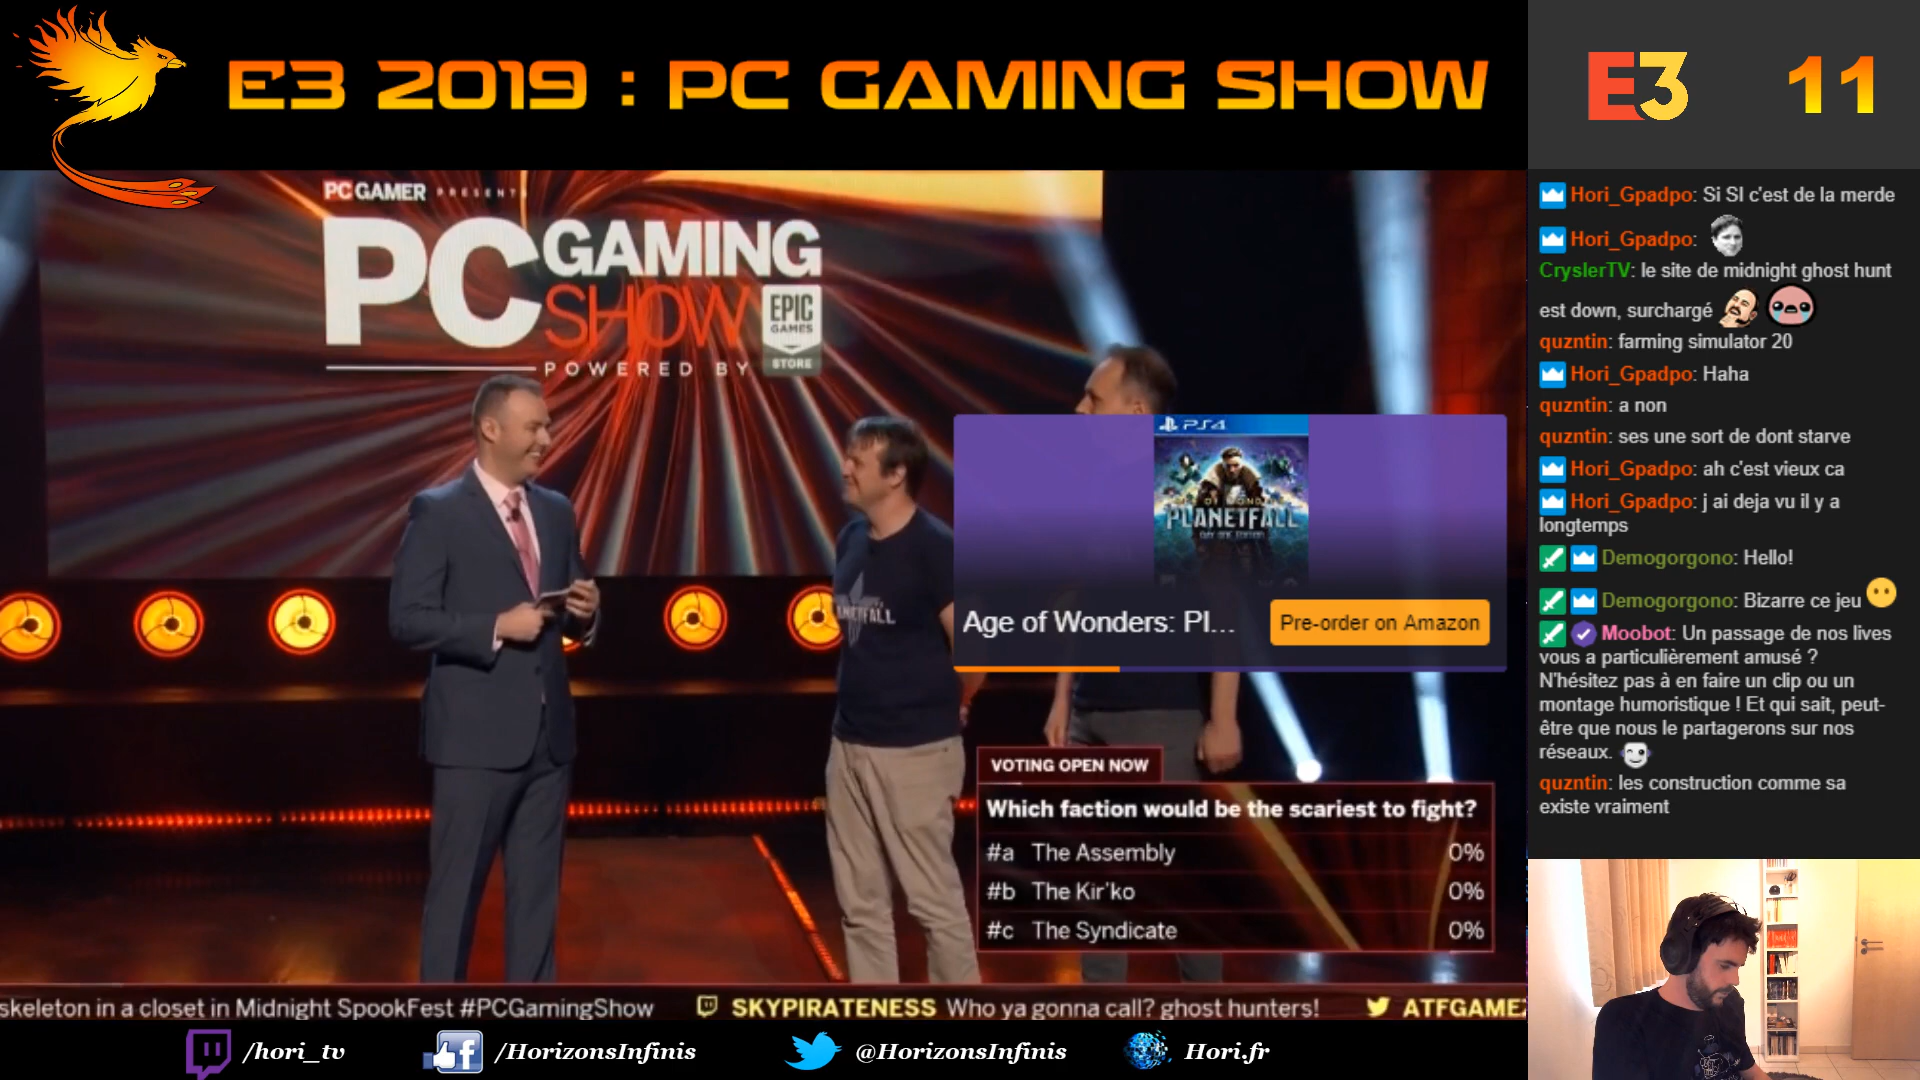 E3 2019 : PC GAMING SHOW
E3
11
PC GAMER PRESENTS
PC GAMING
SHOW
EPIC
GAMES
STORE
POWERED BY
PS4
PLANETFALL
DAY ONE EDITION
Age of Wonders: Pl...
Pre-order on Amazon
VOTING OPEN NOW
Which faction would be the scariest to fight?
#a The Assembly 0%
#b The Kir'ko 0%
#c The Syndicate 0%
skeleton in a closet in Midnight SpookFest #PCGamingShow
SKYPIRATENESS Who ya gonna call? ghost hunters!
ATFGAMEZ
/hori_tv
/HorizonsInfinis
@HorizonsInfinis
Hori.fr
Hori_Gpadpo: Si SI c'est de la merde
Hori_Gpadpo:
CryslerTV: le site de midnight ghost hunt
est down, surchargé
quzntin: farming simulator 20
Hori_Gpadpo: Haha
quzntin: a non
quzntin: ses une sort de dont starve
Hori_Gpadpo: ah c'est vieux ca
Hori_Gpadpo: j ai deja vu il y a
longtemps
Demogorgono: Hello!
Demogorgono: Bizarre ce jeu
Moobot: Un passage de nos lives
vous a particulièrement amusé ?
N'hésitez pas à en faire un clip ou un
montage humoristique ! Et qui sait, peut-
être que nous le partagerons sur nos
réseaux.
quzntin: les construction comme sa
existe vraiment